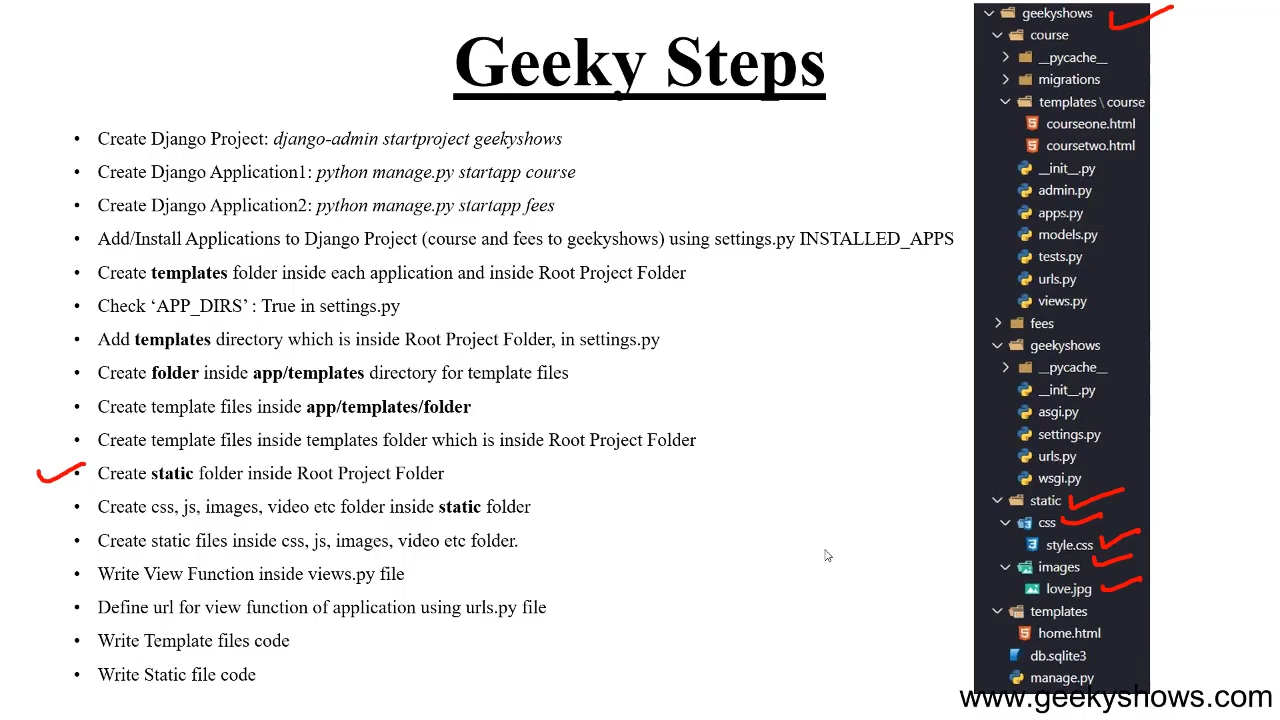 Geeky Steps
• Create Django Project: django-admin startproject geekyshows
• Create Django Application1: python manage.py startapp course
• Create Django Application2: python manage.py startapp fees
• Add/Install Applications to Django Project (course and fees to geekyshows) using settings.py INSTALLED_APPS
• Create templates folder inside each application and inside Root Project Folder
• Check ‘APP_DIRS’ : True in settings.py
• Add templates directory which is inside Root Project Folder, in settings.py
• Create folder inside app/templates directory for template files
• Create template files inside app/templates/folder
• Create template files inside templates folder which is inside Root Project Folder
• Create static folder inside Root Project Folder
• Create css, js, images, video etc folder inside static folder
• Create static files inside css, js, images, video etc folder.
• Write View Function inside views.py file
• Define url for view function of application using urls.py file
• Write Template files code
• Write Static file code
geekyshows
course
__pycache__
migrations
templates \ course
courseone.html
coursetwo.html
__init__.py
admin.py
apps.py
models.py
tests.py
urls.py
views.py
fees
geekyshows
__pycache__
__init__.py
asgi.py
settings.py
urls.py
wsgi.py
static
css
style.css
images
love.jpg
templates
home.html
db.sqlite3
manage.py
www.geekyshows.com